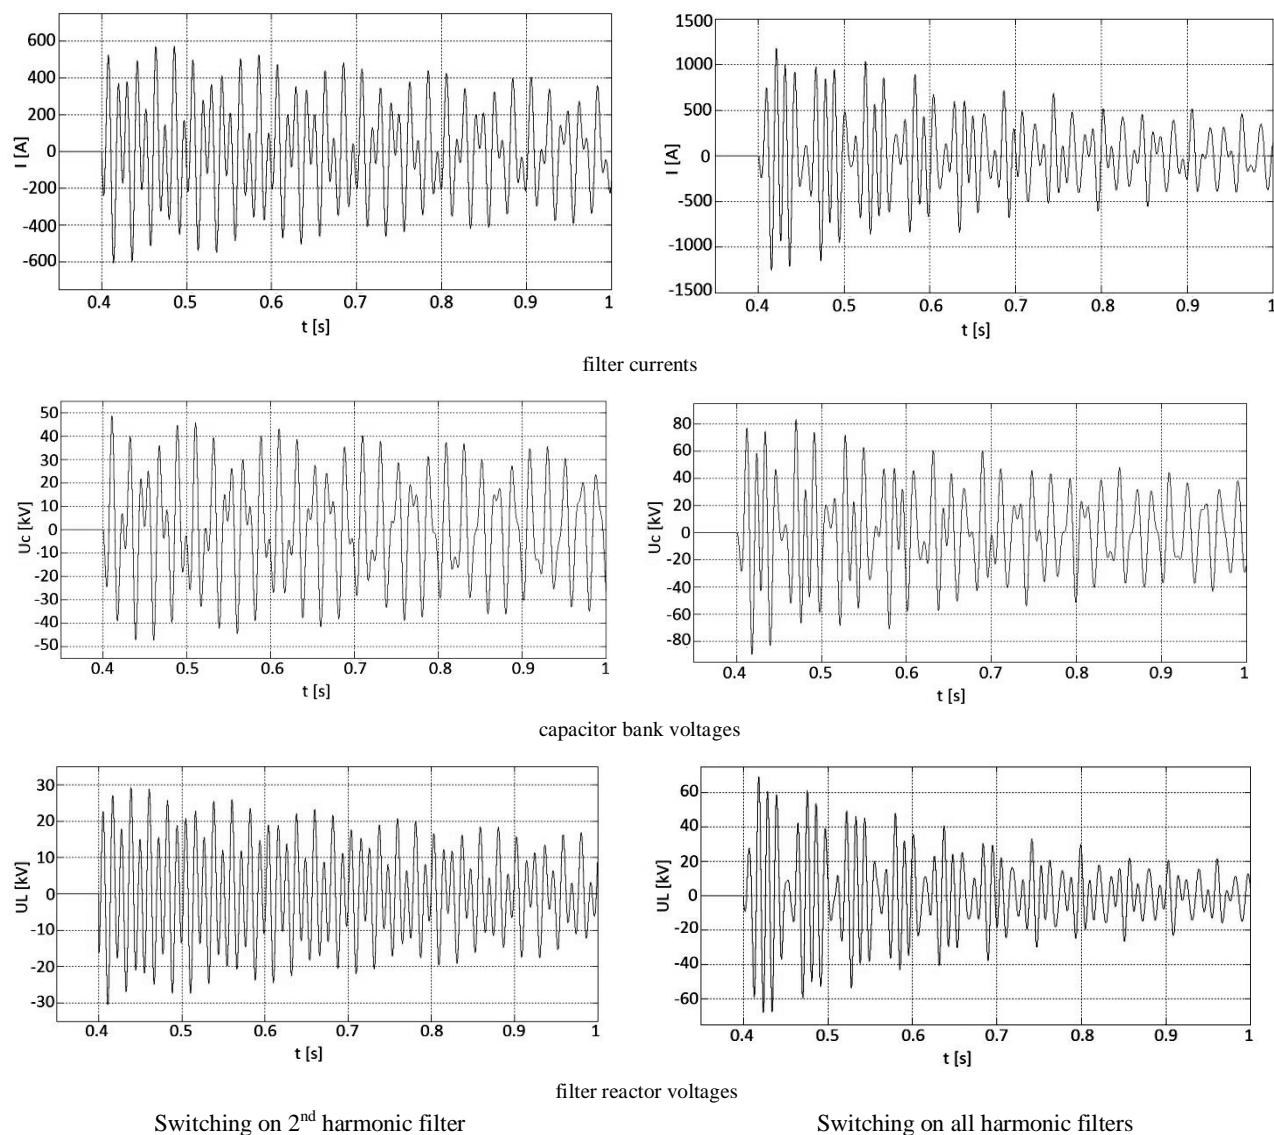 600
400
200
0
-200
-400
-600
I [A]
0.4 0.5 0.6 0.7 0.8 0.9 1
t [s]
1500
1000
500
0
-500
-1000
-1500
I [A]
0.4 0.5 0.6 0.7 0.8 0.9 1
t [s]
filter currents
50
40
30
20
10
0
-10
-20
-30
-40
-50
Uc [kV]
0.4 0.5 0.6 0.7 0.8 0.9 1
t [s]
80
60
40
20
0
-20
-40
-60
-80
Uc [kV]
0.4 0.5 0.6 0.7 0.8 0.9 1
t [s]
capacitor bank voltages
30
20
10
0
-10
-20
-30
UL [kV]
0.4 0.5 0.6 0.7 0.8 0.9 1
t [s]
60
40
20
0
-20
-40
-60
UL [kV]
0.4 0.5 0.6 0.7 0.8 0.9 1
t [s]
filter reactor voltages
Switching on 2nd harmonic filter
Switching on all harmonic filters